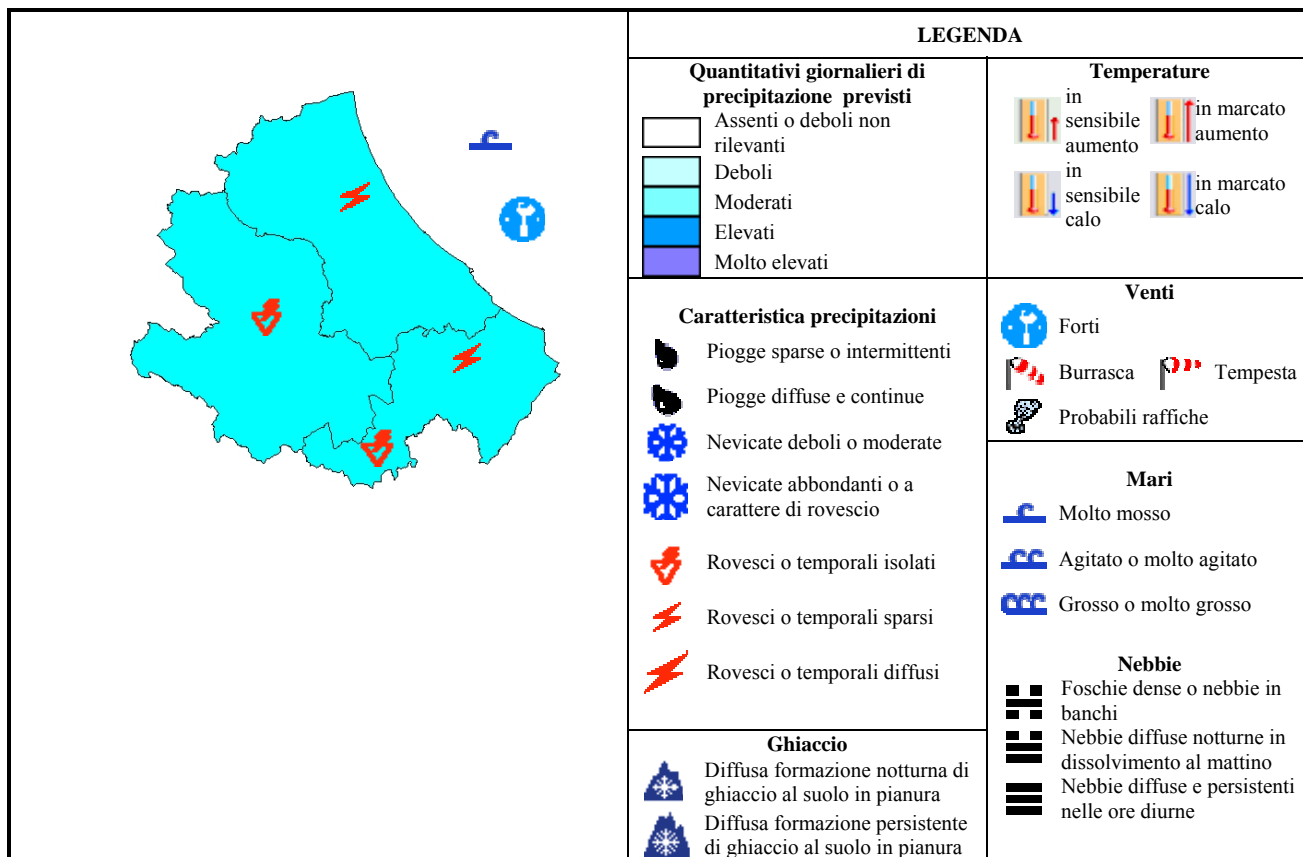 LEGENDA
Quantitativi giornalieri di
precipitazione previsti
Assenti o deboli non
rilevanti
Deboli
Moderati
Elevati
Molto elevati
Temperature
in
sensibile
aumento
in marcato
aumento
in
sensibile
calo
in marcato
calo
Caratteristica precipitazioni
Piogge sparse o intermittenti
Piogge diffuse e continue
Nevicate deboli o moderate
Nevicate abbondanti o a
carattere di rovescio
Rovesci o temporali isolati
Rovesci o temporali sparsi
Rovesci o temporali diffusi
Venti
Forti
Burrasca
Tempesta
Probabili raffiche
Mari
Molto mosso
Agitato o molto agitato
Grosso o molto grosso
Nebbie
Foschie dense o nebbie in
banchi
Nebbie diffuse notturne in
dissolvimento al mattino
Nebbie diffuse e persistenti
nelle ore diurne
Ghiaccio
Diffusa formazione notturna di
ghiaccio al suolo in pianura
Diffusa formazione persistente
di ghiaccio al suolo in pianura